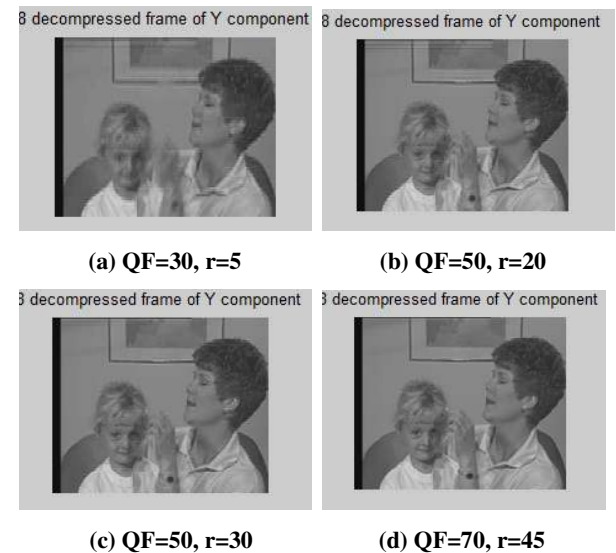 8 decompressed frame of Y component
8 decompressed frame of Y component
(a) QF=30, r=5
(b) QF=50, r=20
3 decompressed frame of Y component
3 decompressed frame of Y component
(c) QF=50, r=30
(d) QF=70, r=45